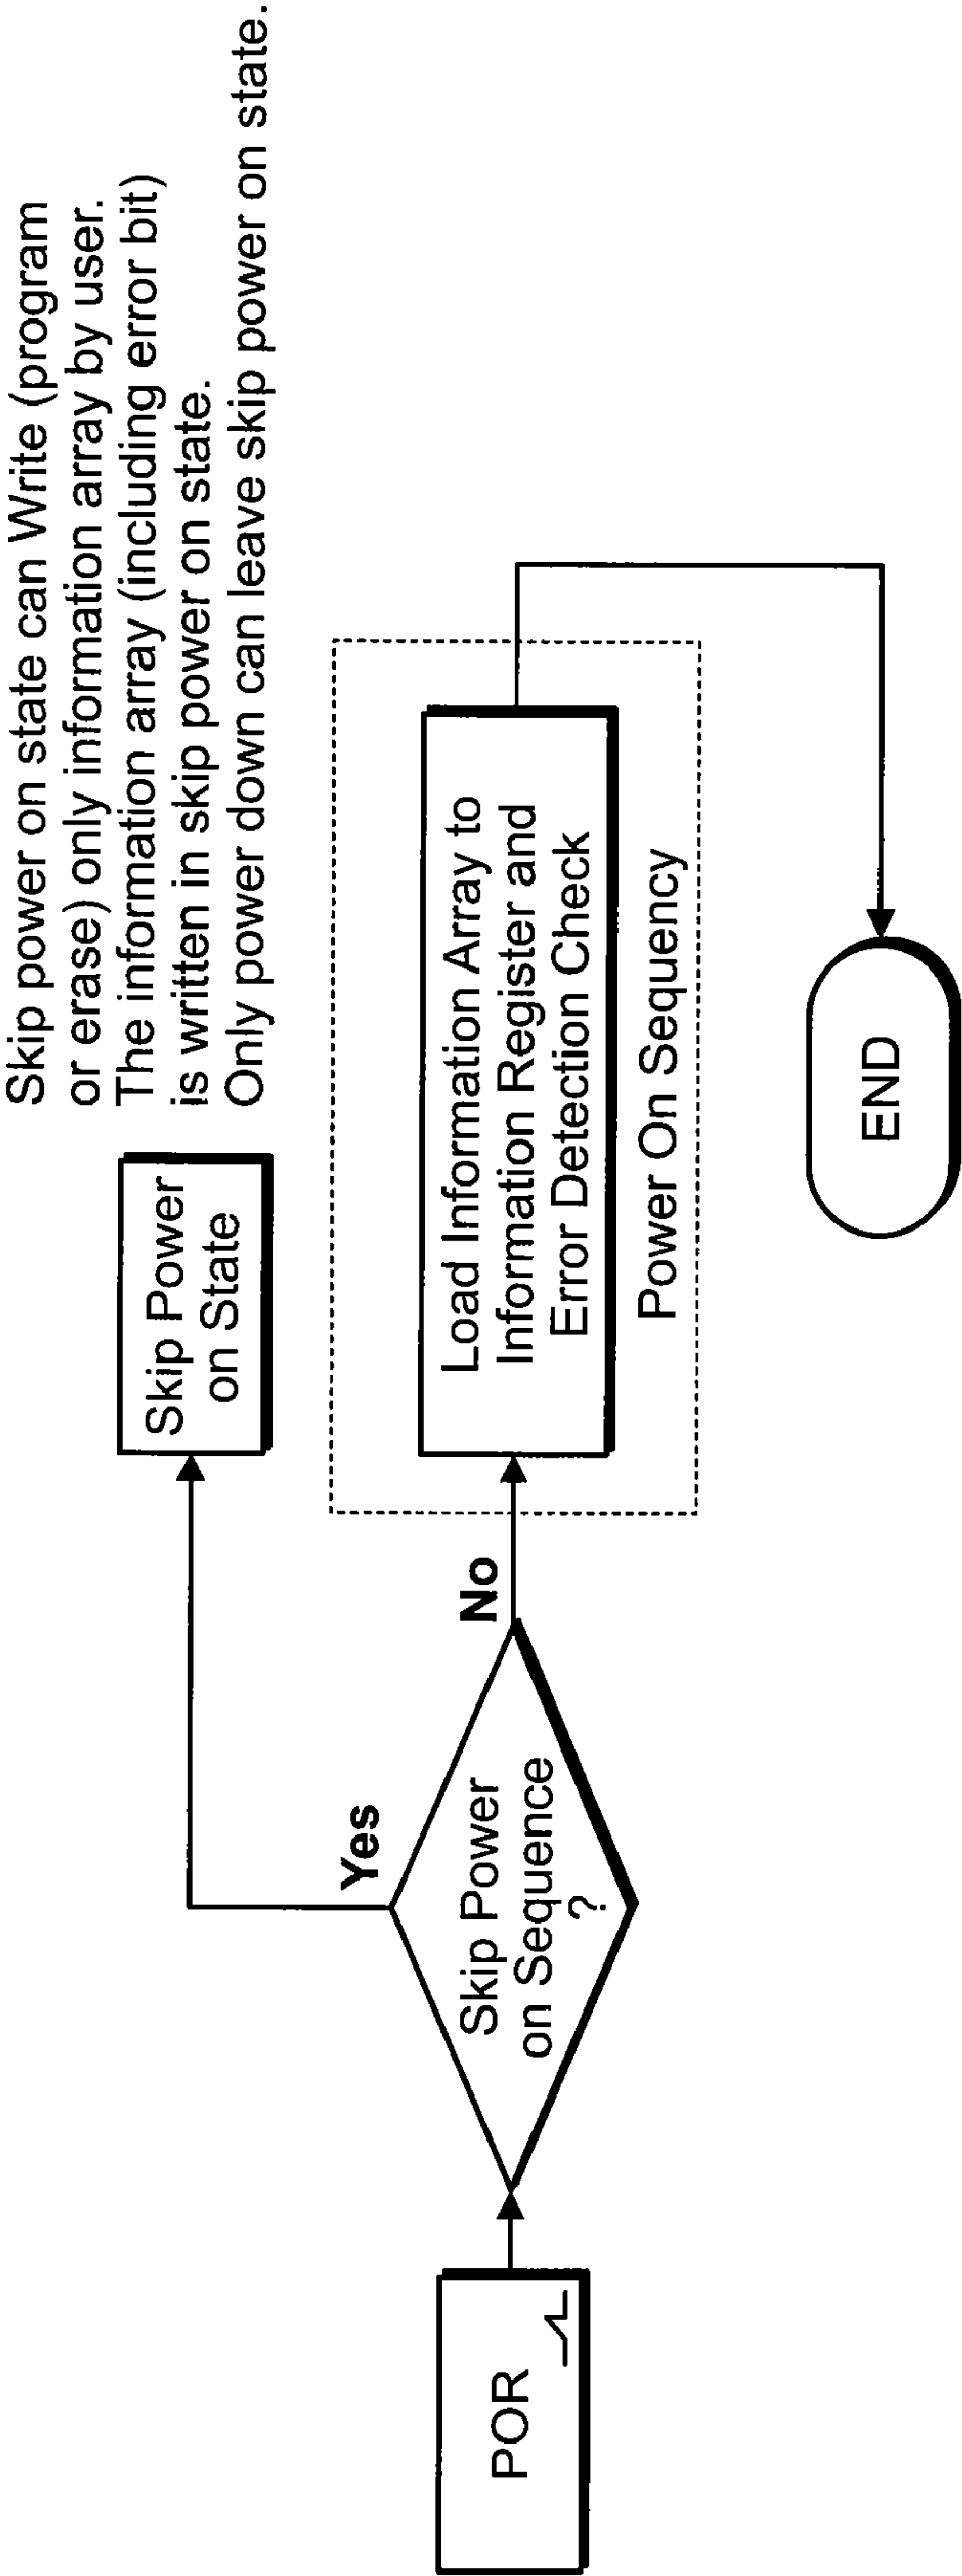 Skip power on state can Write (program
or erase) only information array by user.
The information array (including error bit)
is written in skip power on state.
Only power down can leave skip power on state.
Skip Power
on State
Yes
No
POR
Skip Power
on Sequence
?
Load Information Array to
Information Register and
Error Detection Check
Power On Sequency
END